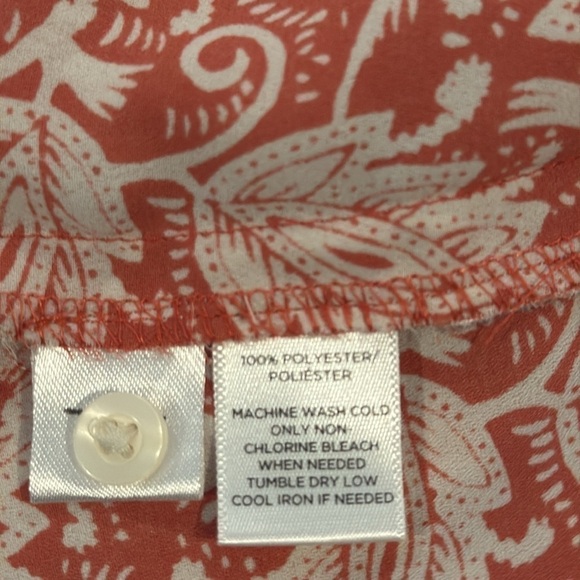 100% POLYESTER/
POLIÉSTER
MACHINE WASH COLD
ONLY NON-
CHLORINE BLEACH
WHEN NEEDED
TUMBLE DRY LOW
COOL IRON IF NEEDED